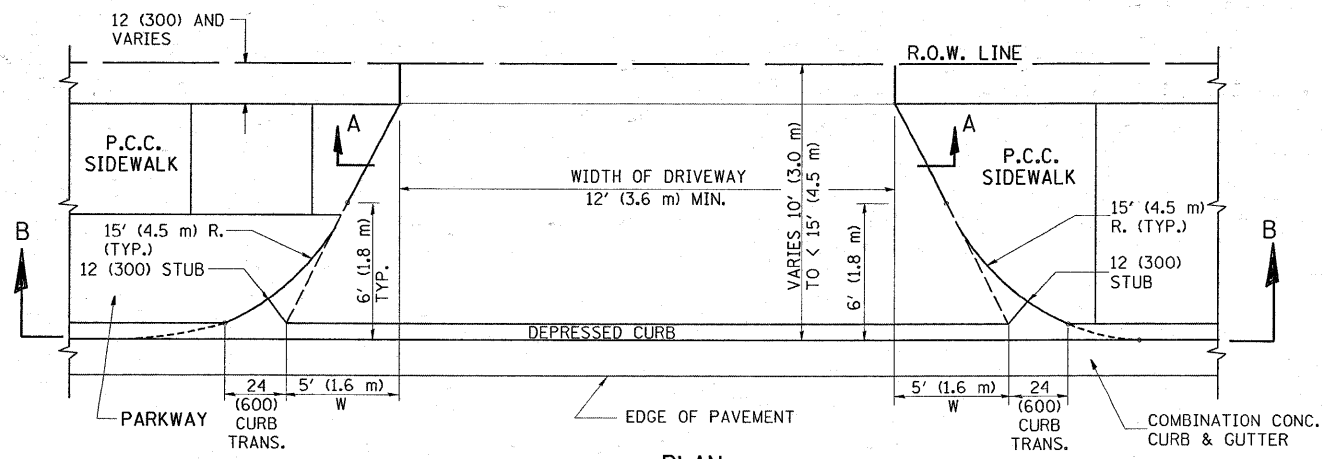 12 (300) AND
VARIES
R.O.W. LINE
A
A
P.C.C.
SIDEWALK
P.C.C.
SIDEWALK
WIDTH OF DRIVEWAY
12' (3.6 m) MIN.
VARIES 10' (3.0 m)
TO < 15' (4.5 m)
B
B
15' (4.5 m) R.
(TYP.)
12 (300) STUB
6' (1.8 m)
TYP.
6' (1.8 m)
15' (4.5 m)
R. (TYP.)
12 (300)
STUB
DEPRESSED CURB
24
(600)
CURB
TRANS.
5' (1.6 m)
W
5' (1.6 m)
W
24
(600)
CURB
TRANS.
PARKWAY
EDGE OF PAVEMENT
COMBINATION CONC.
CURB & GUTTER
PLAN